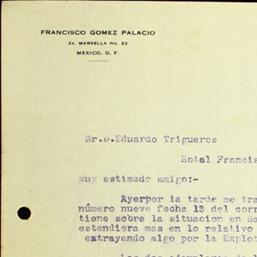 FRANCISCO GOMEZ PALACIO
2A. MARSELLA NO. 22
MEXICO, D. F.
Sr.D.Eduardo Trigueros
Hotel Francis
Muy estimado amigo:-
Ayerpor la tarde me tra
número nueve fecha 13 del corr
tiene sobre la situacion en Sa
estendiera mas en lo relativo
extrayendo algo por la Explot